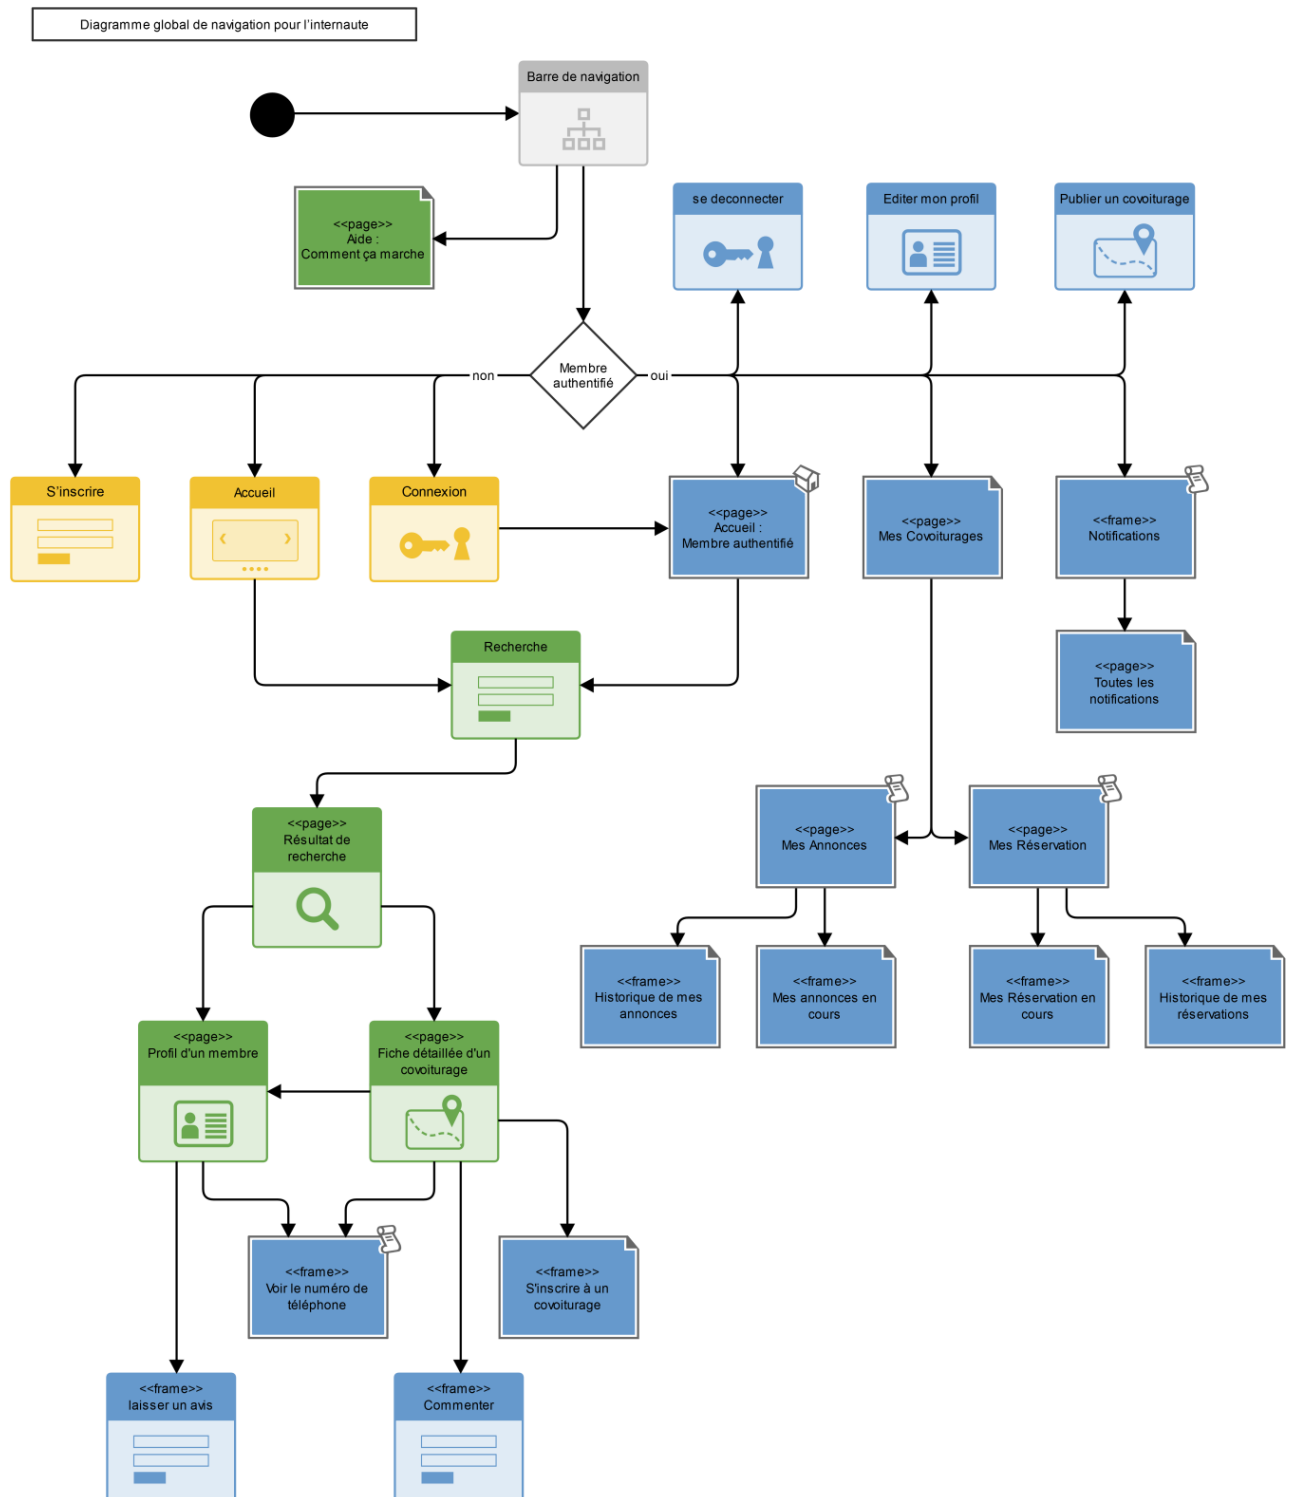 Diagramme global de navigation pour l'internaute
Barre de navigation
<<page>>
Aide :
Comment ça marche
se deconnecter
Editer mon profil
Publier un covoiturage
Membre
authentifié
non
oui
S'inscrire
Accueil
Connexion
<<page>>
Accueil :
Membre authentifié
<<page>>
Mes Covoiturages
<<frame>>
Notifications
Recherche
<<page>>
Toutes les
notifications
<<page>>
Résultat de
recherche
<<page>>
Mes Annonces
<<page>>
Mes Réservation
<<frame>>
Historique de mes
annonces
<<frame>>
Mes annonces en
cours
<<frame>>
Mes Réservation en
cours
<<frame>>
Historique de mes
réservations
<<page>>
Profil d'un membre
<<page>>
Fiche détaillée d'un
covoiturage
<<frame>>
Voir le numéro de
téléphone
<<frame>>
S'inscrire à un
covoiturage
<<frame>>
laisser un avis
<<frame>>
Commenter